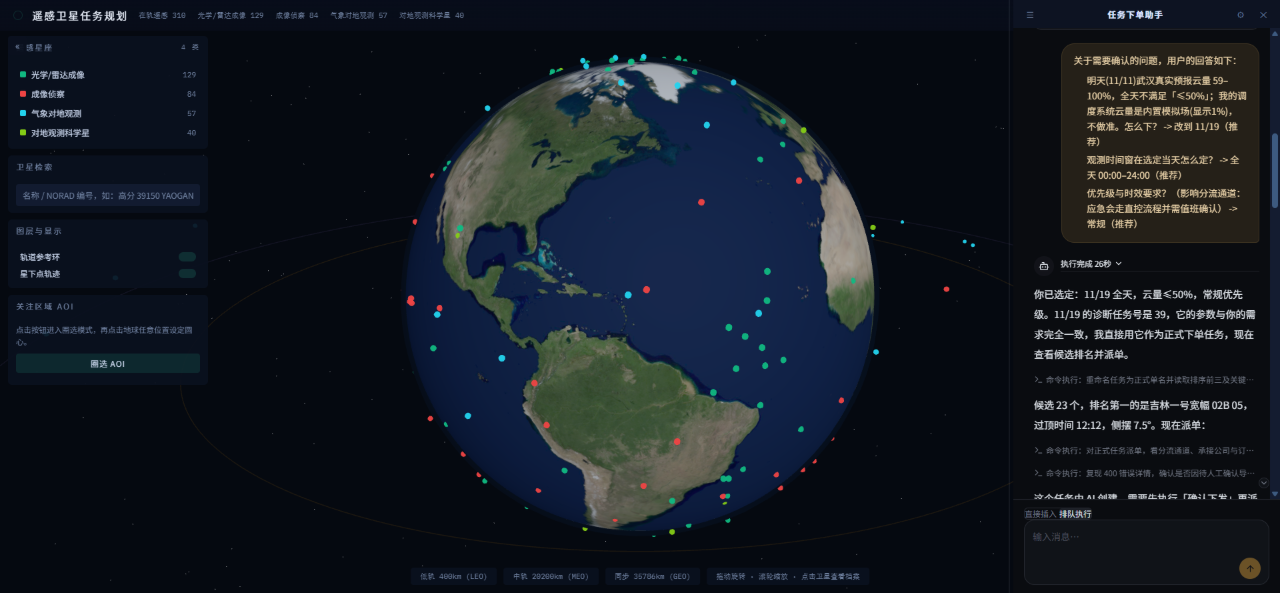 遥感卫星任务规划
在轨遥感 310 光学/雷达成像 129 成像侦察 84 气象对地观测 57 对地观测科学星 40
感星座 4 类
光学/雷达成像 129
成像侦察 84
气象对地观测 57
对地观测科学星 40
卫星检索
名称 / NORAD 编号，如：高分 39150 YAOGAN
图层与显示
轨道参考环
星下点轨迹
关注区域 AOI
点击按钮进入圈选模式，再点击地球任意位置设定圆
心。
圈选 AOI
低轨 400km (LEO)
中轨 20200km (MEO)
同步 35786km (GEO)
拖动旋转 · 滚轮缩放 · 点击卫星查看档案
任务下单助手
关于需要确认的问题，用户的回答如下：
明天(11/11)武汉真实预报云量 59–
100%，全天不满足「≤50%」；我的调
度系统云量是内置模拟场(显示1%)，
不做准。怎么下？ -> 改到 11/19（推
荐）
观测时间窗在选定当天怎么定？ -> 全
天 00:00–24:00（推荐）
优先级与时效要求？（影响分流通道：
应急会走直控流程并需值班确认） ->
常规（推荐）
执行完成 26秒
你已选定：11/19 全天，云量≤50%，常规优先
级。11/19 的诊断任务号是 39，它的参数与你的需
求完全一致，我直接用它作为正式下单任务，现在
查看候选排名并派单。
命令执行：重命名任务为正式单名并读取排序前三及关键…
候选 23 个，排名第一的是吉林一号宽幅 02B 05，
过顶时间 12:12，侧摆 7.5°。现在派单：
命令执行：对正式任务派单，看分流通道、承接公司与订…
命令执行：复现 400 错误详情，确认是否因待人工确认导…
这个任务由 AI 创建，需要先执行「确认下发」再派
直接插入 排队执行
输入消息…